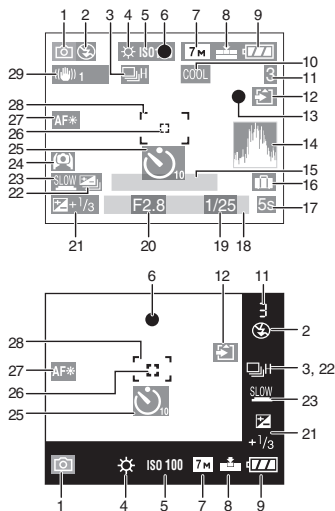 1 2 4 5 6 7 8 9
ISO 7M
3 H COOL 10
29 1 3 11
28 12
27 AF✳ 13
26
25 14
24 10 15
23 SLOW 16
22
+1/3 F2.8 1/25 5s 17
21 20 19 18
6 12 11
3
28 2
27 AF✳ H 3, 22
26 SLOW 23
25 10
21
+1/3
ISO 100 7M
1 4 5 7 8 9